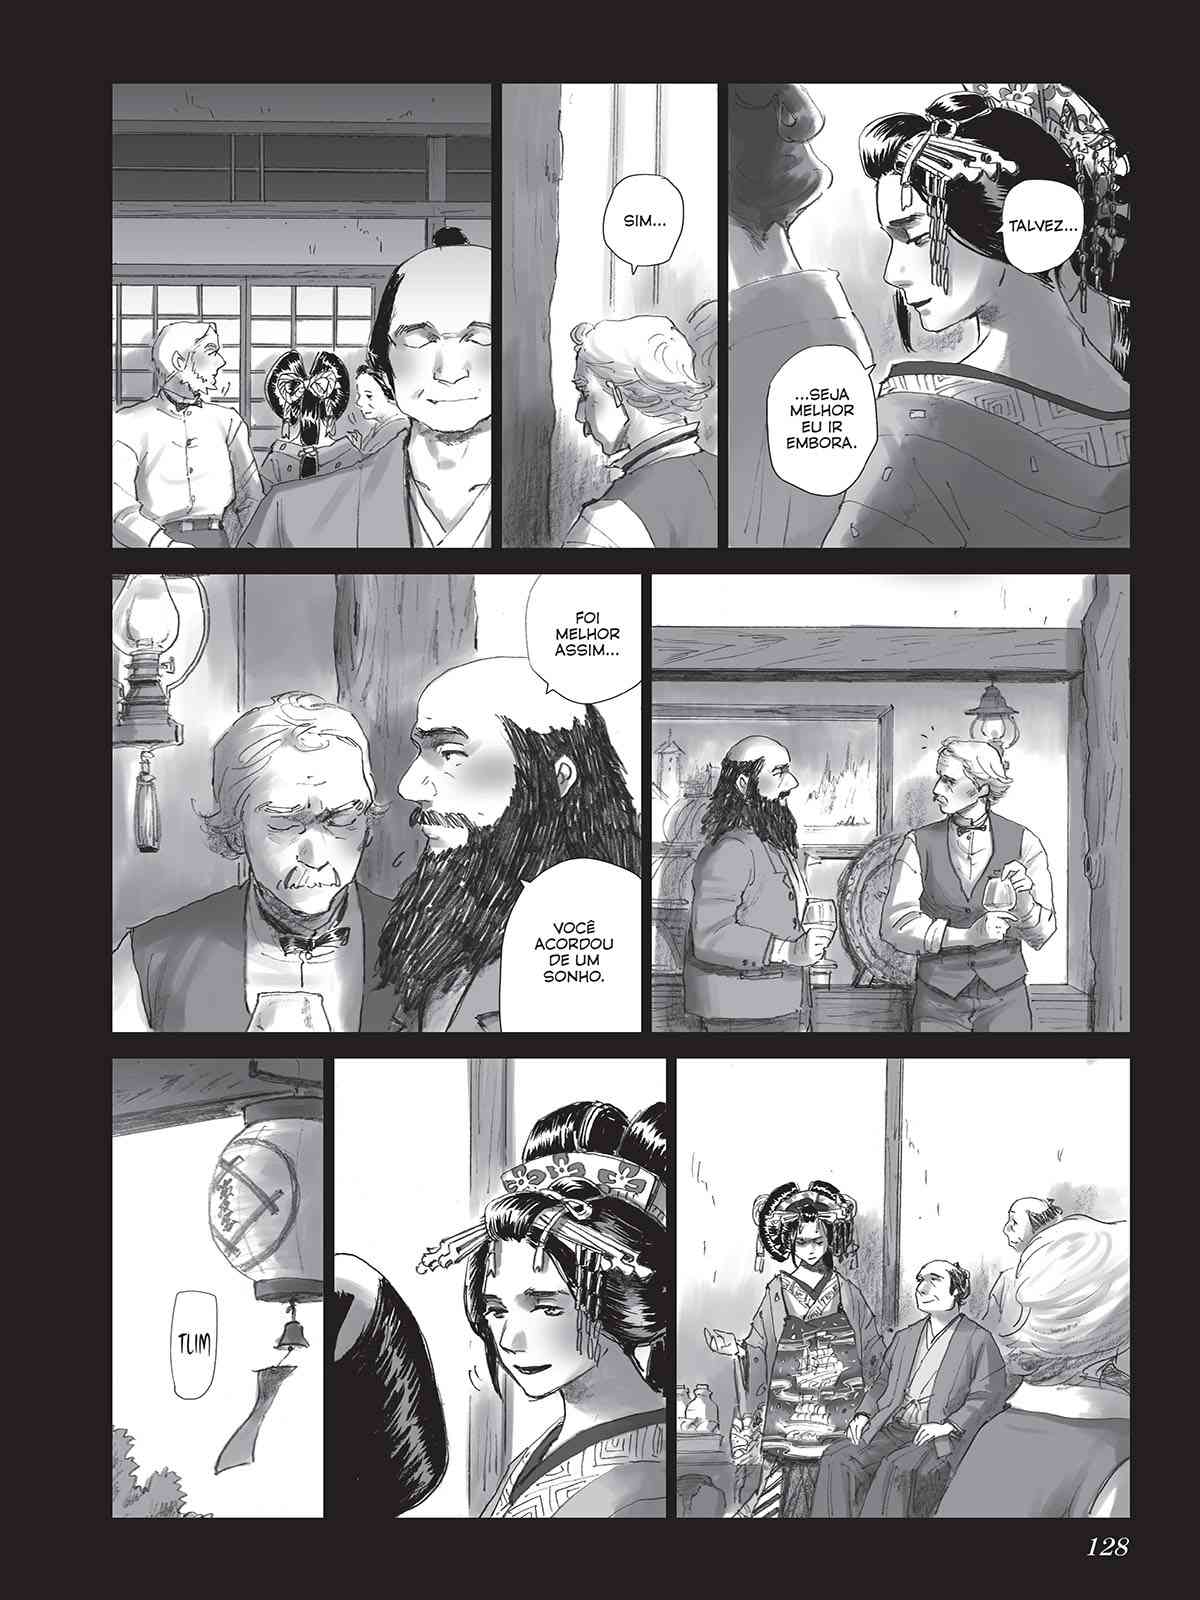 TALVEZ...
...SEJA
MELHOR
EU IR
EMBORA.
SIM...
FOI
MELHOR
ASSIM...
VOCÊ
ACORDOU
DE UM
SONHO.
TLIM
128